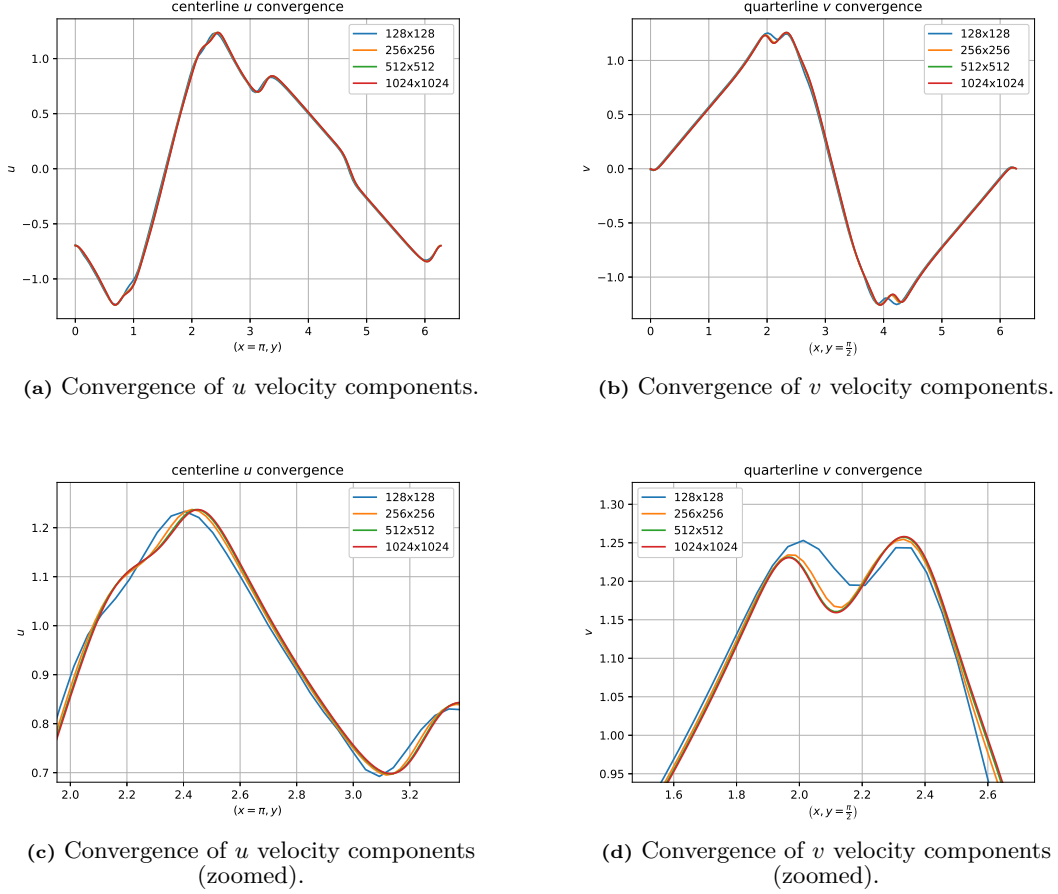 centerline u convergence
128x128
256x256
512x512
1024x1024
1.0
0.5
0.0
−0.5
−1.0
u
0 1 2 3 4 5 6
(x = π, y)
(a) Convergence of u velocity components.
quarterline v convergence
128x128
256x256
512x512
1024x1024
1.0
0.5
0.0
−0.5
−1.0
v
0 1 2 3 4 5 6
(x, y = π/2)
(b) Convergence of v velocity components.
centerline u convergence
128x128
256x256
512x512
1024x1024
1.2
1.1
1.0
0.9
0.8
0.7
u
2.0 2.2 2.4 2.6 2.8 3.0 3.2
(x = π, y)
(c) Convergence of u velocity components
(zoomed).
quarterline v convergence
128x128
256x256
512x512
1024x1024
1.30
1.25
1.20
1.15
1.10
1.05
1.00
0.95
v
1.6 1.8 2.0 2.2 2.4 2.6
(x, y = π/2)
(d) Convergence of v velocity components
(zoomed).